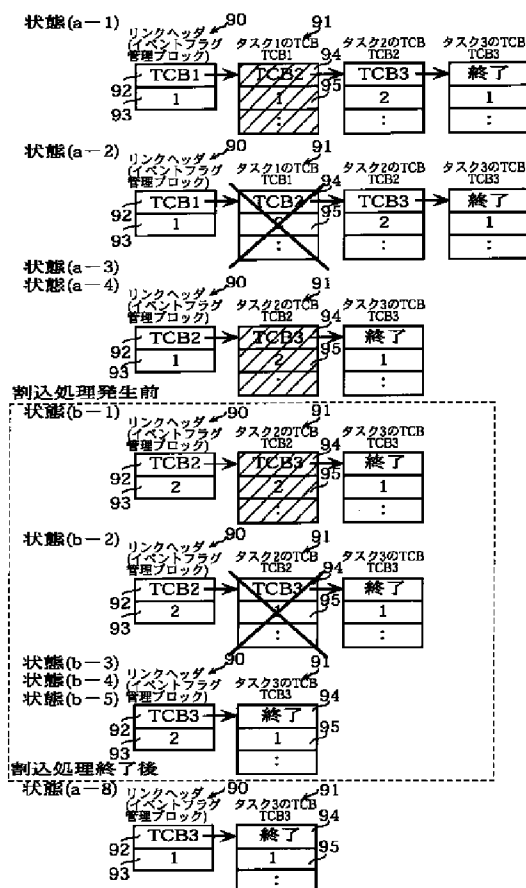 状態(a-1)
リンクヘッダ 90
(イベントフラグ
管理ブロック)
タスク1のTCB 91
TCB1
タスク2のTCB
TCB2
タスク3のTCB
TCB3
94
92 TCB1 TCB2 TCB3 終了
93 1 1 95 2 1
: : :
状態(a-2)
リンクヘッダ 90
(イベントフラグ
管理ブロック)
タスク1のTCB 91
TCB1
タスク2のTCB
TCB2
タスク3のTCB
TCB3
94
92 TCB1 TCB2 TCB3 終了
93 1 95 2 1
: : :
状態(a-3)
状態(a-4)
リンクヘッダ 90
(イベントフラグ
管理ブロック)
タスク2のTCB 91
TCB2
タスク3のTCB
TCB3
94
92 TCB2 TCB3 終了
93 1 2 95 1
: :
割込処理発生前
状態(b-1)
リンクヘッダ 90
(イベントフラグ
管理ブロック)
タスク2のTCB 91
TCB2
タスク3のTCB
TCB3
94
92 TCB2 TCB3 終了
93 2 2 95 1
: :
状態(b-2)
リンクヘッダ 90
(イベントフラグ
管理ブロック)
タスク2のTCB 91
TCB2
タスク3のTCB
TCB3
94
92 TCB2 TCB3 終了
93 2 95 1
: :
状態(b-3)
状態(b-4)
状態(b-5)
リンクヘッダ 90
(イベントフラグ
管理ブロック)
タスク3のTCB 91
TCB3
94
92 TCB3 終了
93 2 1 95
:
割込処理終了後
状態(a-8)
リンクヘッダ 90
(イベントフラグ
管理ブロック)
タスク3のTCB 91
TCB3
94
92 TCB3 終了
93 1 1 95
: